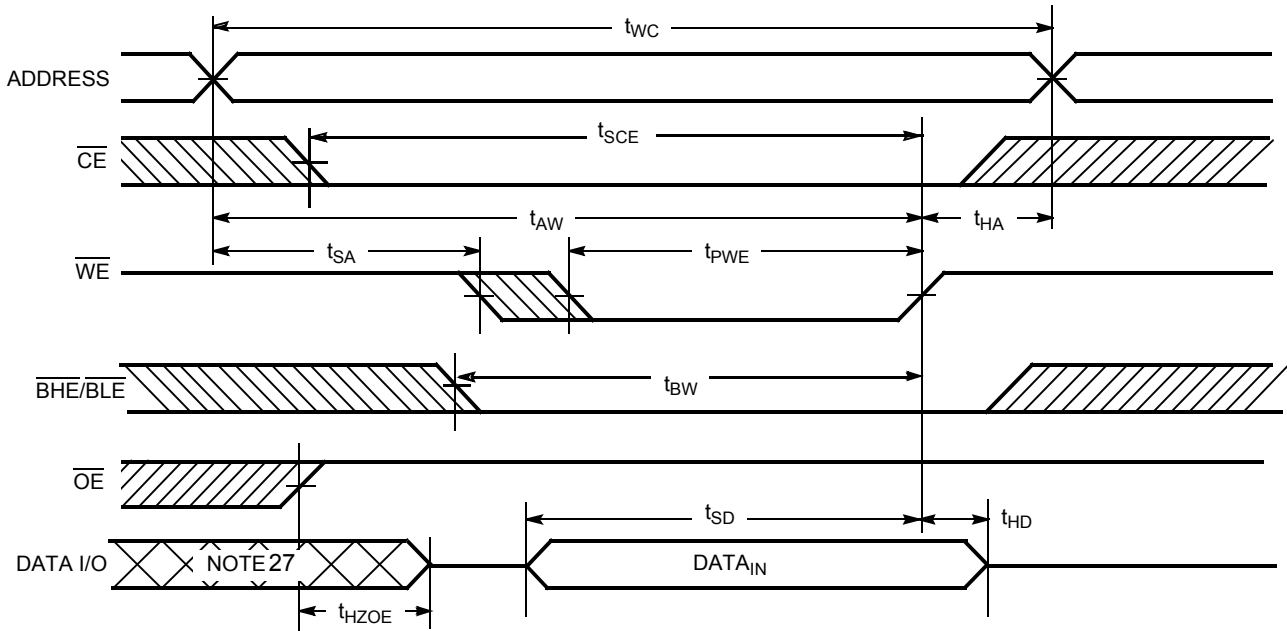 tWC
ADDRESS
tSCE
CE
tAW
tHA
tSA
tPWE
WE
tBW
BHE/BLE
OE
tSD
tHD
DATA I/O
NOTE 27
DATAIN
tHZOE